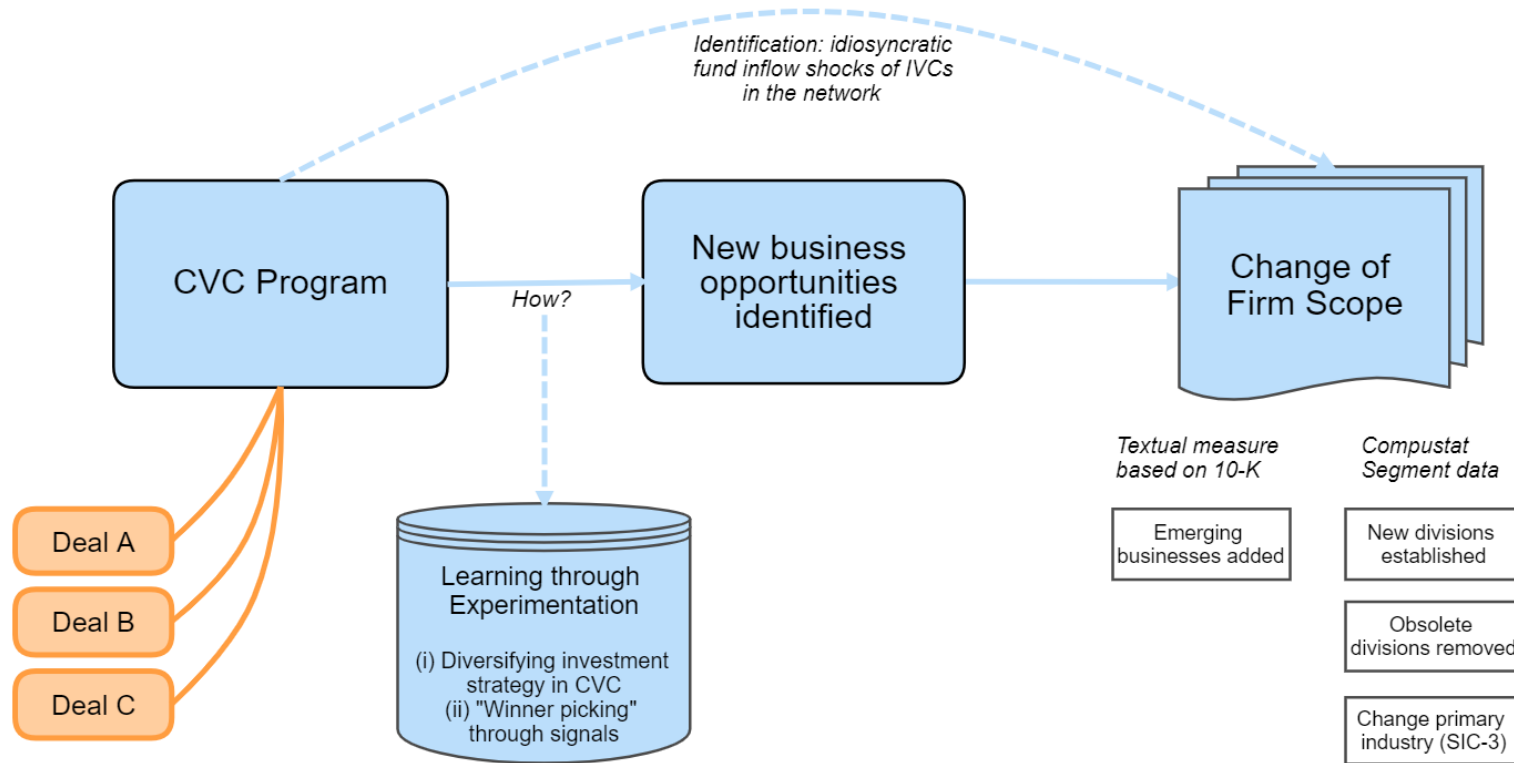 Identification: idiosyncratic
fund inflow shocks of IVCs
in the network
CVC Program
How?
New business
opportunities
identified
Change of
Firm Scope
Deal A
Deal B
Deal C
Learning through
Experimentation
(i) Diversifying investment
strategy in CVC
(ii) "Winner picking"
through signals
Textual measure
based on 10-K
Emerging
businesses added
Compustat
Segment data
New divisions
established
Obsolete
divisions removed
Change primary
industry (SIC-3)